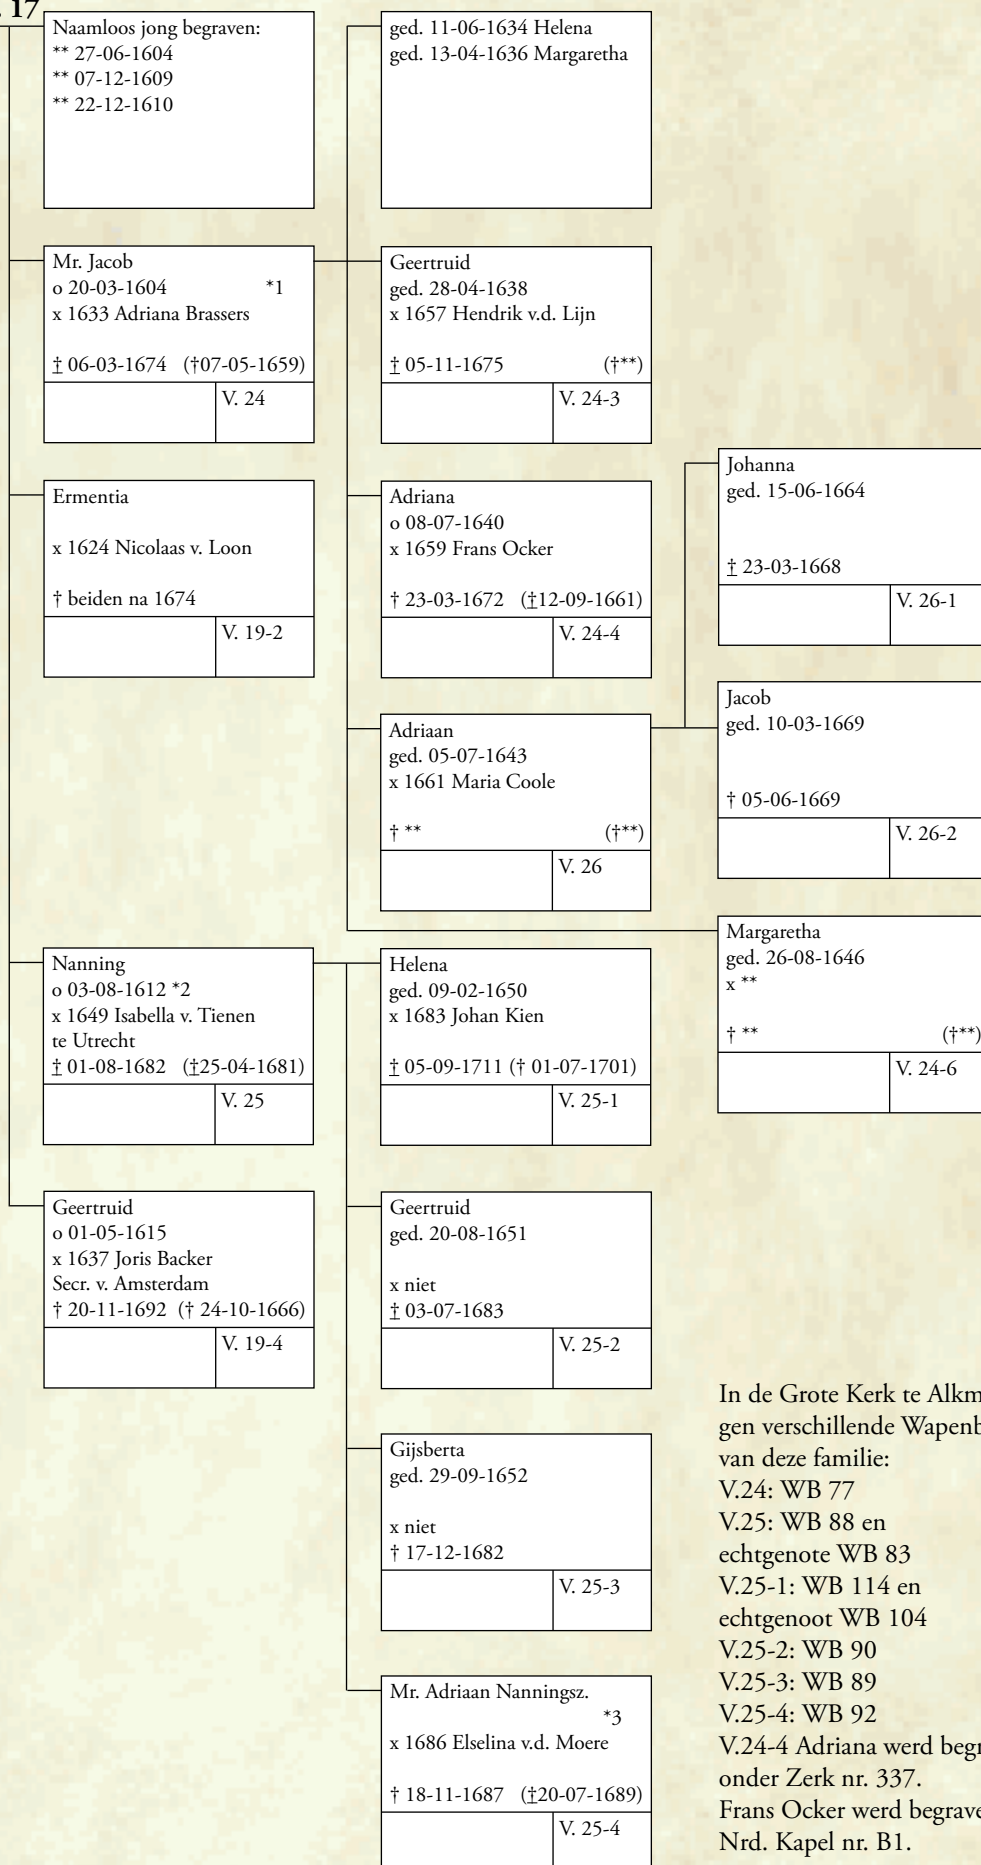 . 17
Naamloos jong begraven:
** 27-06-1604
** 07-12-1609
** 22-12-1610
Mr. Jacob
o 20-03-1604 *1
x 1633 Adriana Brassers
‡ 06-03-1674 (†07-05-1659)
V. 24
Ermentia
x 1624 Nicolaas v. Loon
† beiden na 1674
V. 19-2
Nanning
o 03-08-1612 *2
x 1649 Isabella v. Tienen
te Utrecht
‡ 01-08-1682 (‡25-04-1681)
V. 25
Geertruid
o 01-05-1615
x 1637 Joris Backer
Secr. v. Amsterdam
† 20-11-1692 († 24-10-1666)
V. 19-4
ged. 11-06-1634 Helena
ged. 13-04-1636 Margaretha
Geertruid
ged. 28-04-1638
x 1657 Hendrik v.d. Lijn
‡ 05-11-1675 (†**)
V. 24-3
Adriana
o 08-07-1640
x 1659 Frans Ocker
† 23-03-1672 (‡12-09-1661)
V. 24-4
Adriaan
ged. 05-07-1643
x 1661 Maria Coole
† ** (†**)
V. 26
Helena
ged. 09-02-1650
x 1683 Johan Kien
‡ 05-09-1711 († 01-07-1701)
V. 25-1
Geertruid
ged. 20-08-1651
x niet
‡ 03-07-1683
V. 25-2
Gijsberta
ged. 29-09-1652
x niet
† 17-12-1682
V. 25-3
Mr. Adriaan Nanningsz.
*3
x 1686 Elselina v.d. Moere
† 18-11-1687 (‡20-07-1689)
V. 25-4
Johanna
ged. 15-06-1664
‡ 23-03-1668
V. 26-1
Jacob
ged. 10-03-1669
† 05-06-1669
V. 26-2
Margaretha
ged. 26-08-1646
x **
† ** (†**)
V. 24-6
In de Grote Kerk te Alkm
gen verschillende Wapenb
van deze familie:
V.24: WB 77
V.25: WB 88 en
echtgenote WB 83
V.25-1: WB 114 en
echtgenoot WB 104
V.25-2: WB 90
V.25-3: WB 89
V.25-4: WB 92
V.24-4 Adriana werd begr
onder Zerk nr. 337.
Frans Ocker werd begrave
Nrd. Kapel nr. B1.